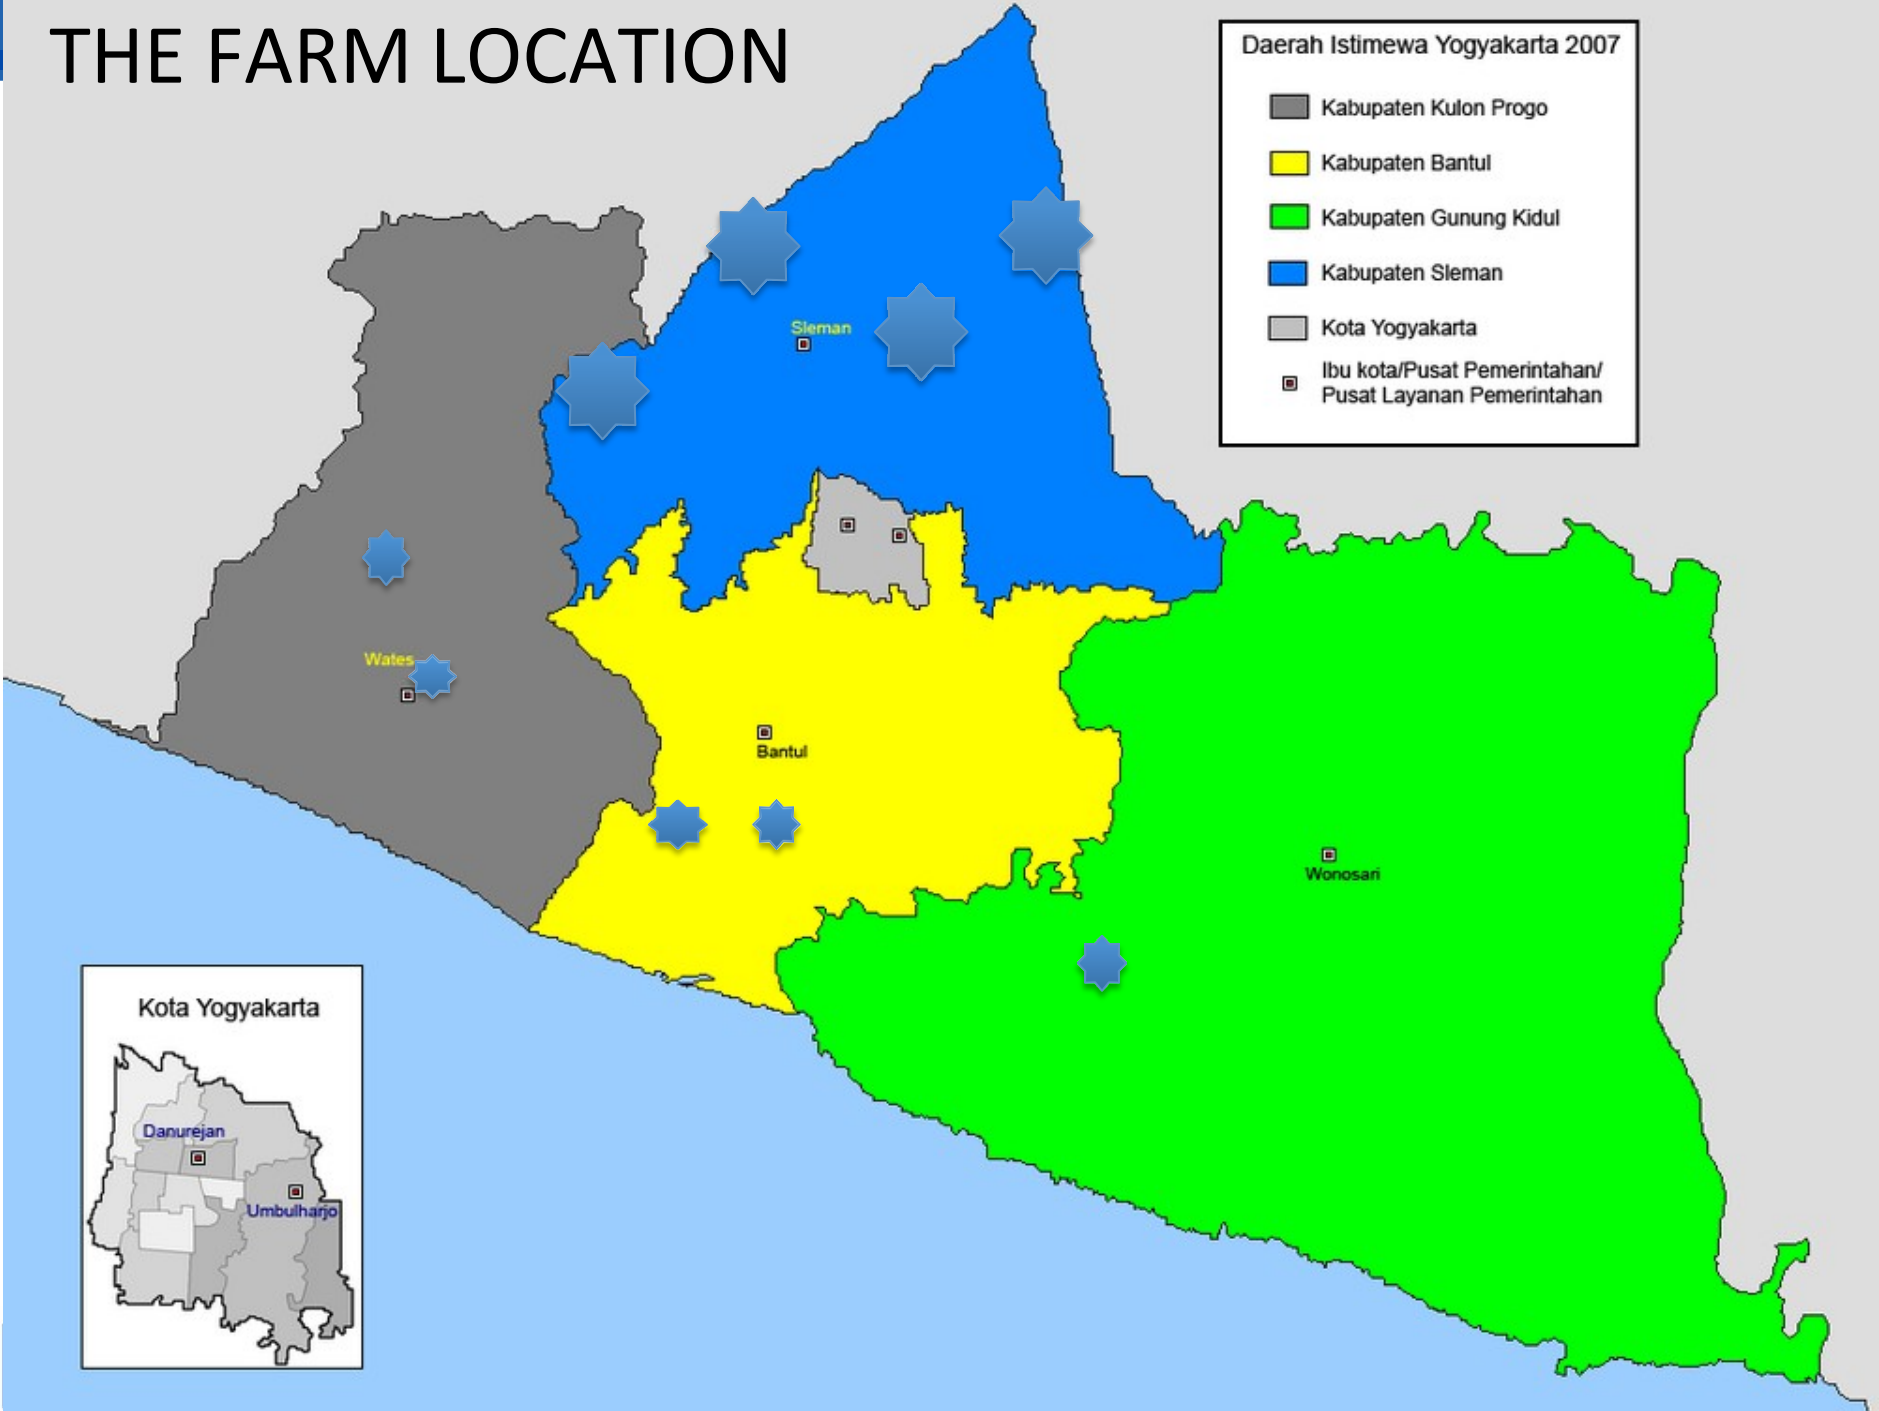 THE FARM LOCATION
Daerah Istimewa Yogyakarta 2007
Kabupaten Kulon Progo
Kabupaten Bantul
Kabupaten Gunung Kidul
Kabupaten Sleman
Kota Yogyakarta
Ibu kota/Pusat Pemerintahan/
Pusat Layanan Pemerintahan
Sleman
Wates
Bantul
Wonosari
Kota Yogyakarta
Danurejan
Umbulharjo